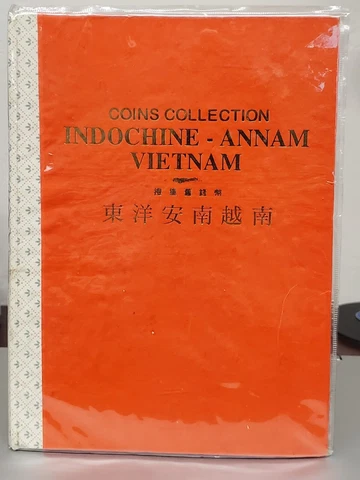 COINS COLLECTION
INDOCHINE - ANNAM
VIETNAM
東洋安南越南